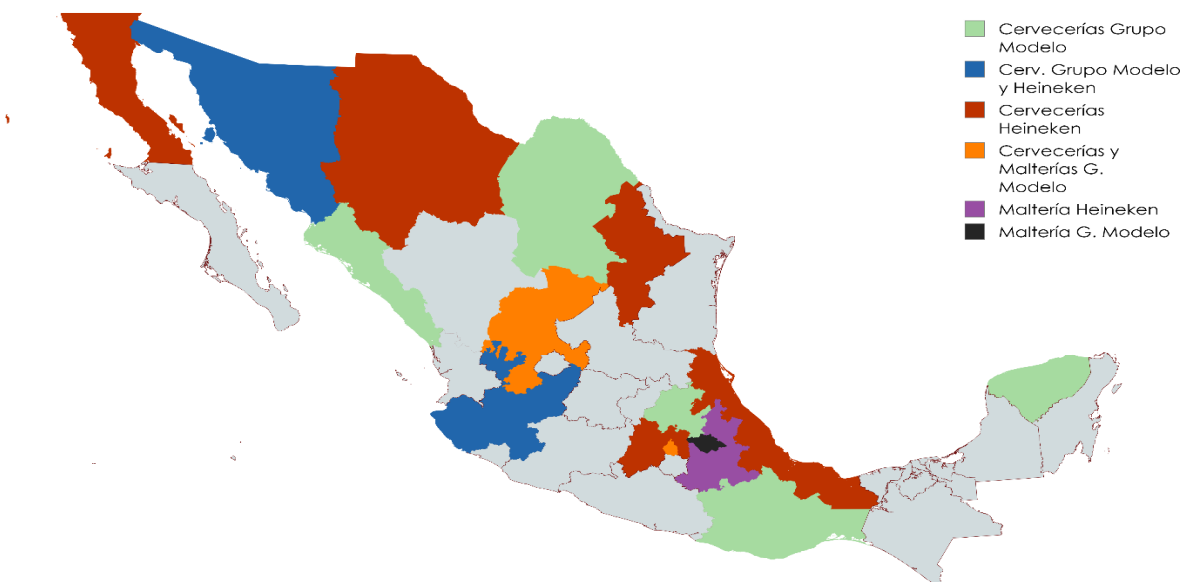 Cervecerías Grupo
Modelo
Cerv. Grupo Modelo
y Heineken
Cervecerías
Heineken
Cervecerías y
Malterías G.
Modelo
Maltería Heineken
Maltería G. Modelo